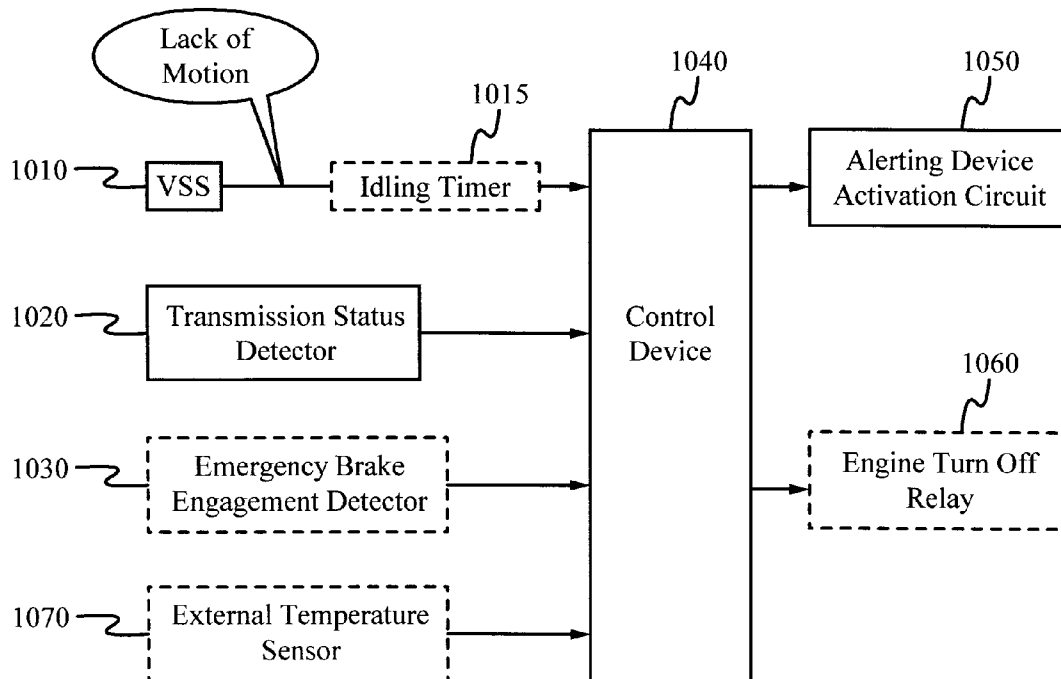 Lack of
Motion
1015
1040
1050
1010
VSS
Idling Timer
Alerting Device
Activation Circuit
1020
Transmission Status
Detector
Control
Device
1060
1030
Emergency Brake
Engagement Detector
Engine Turn Off
Relay
1070
External Temperature
Sensor